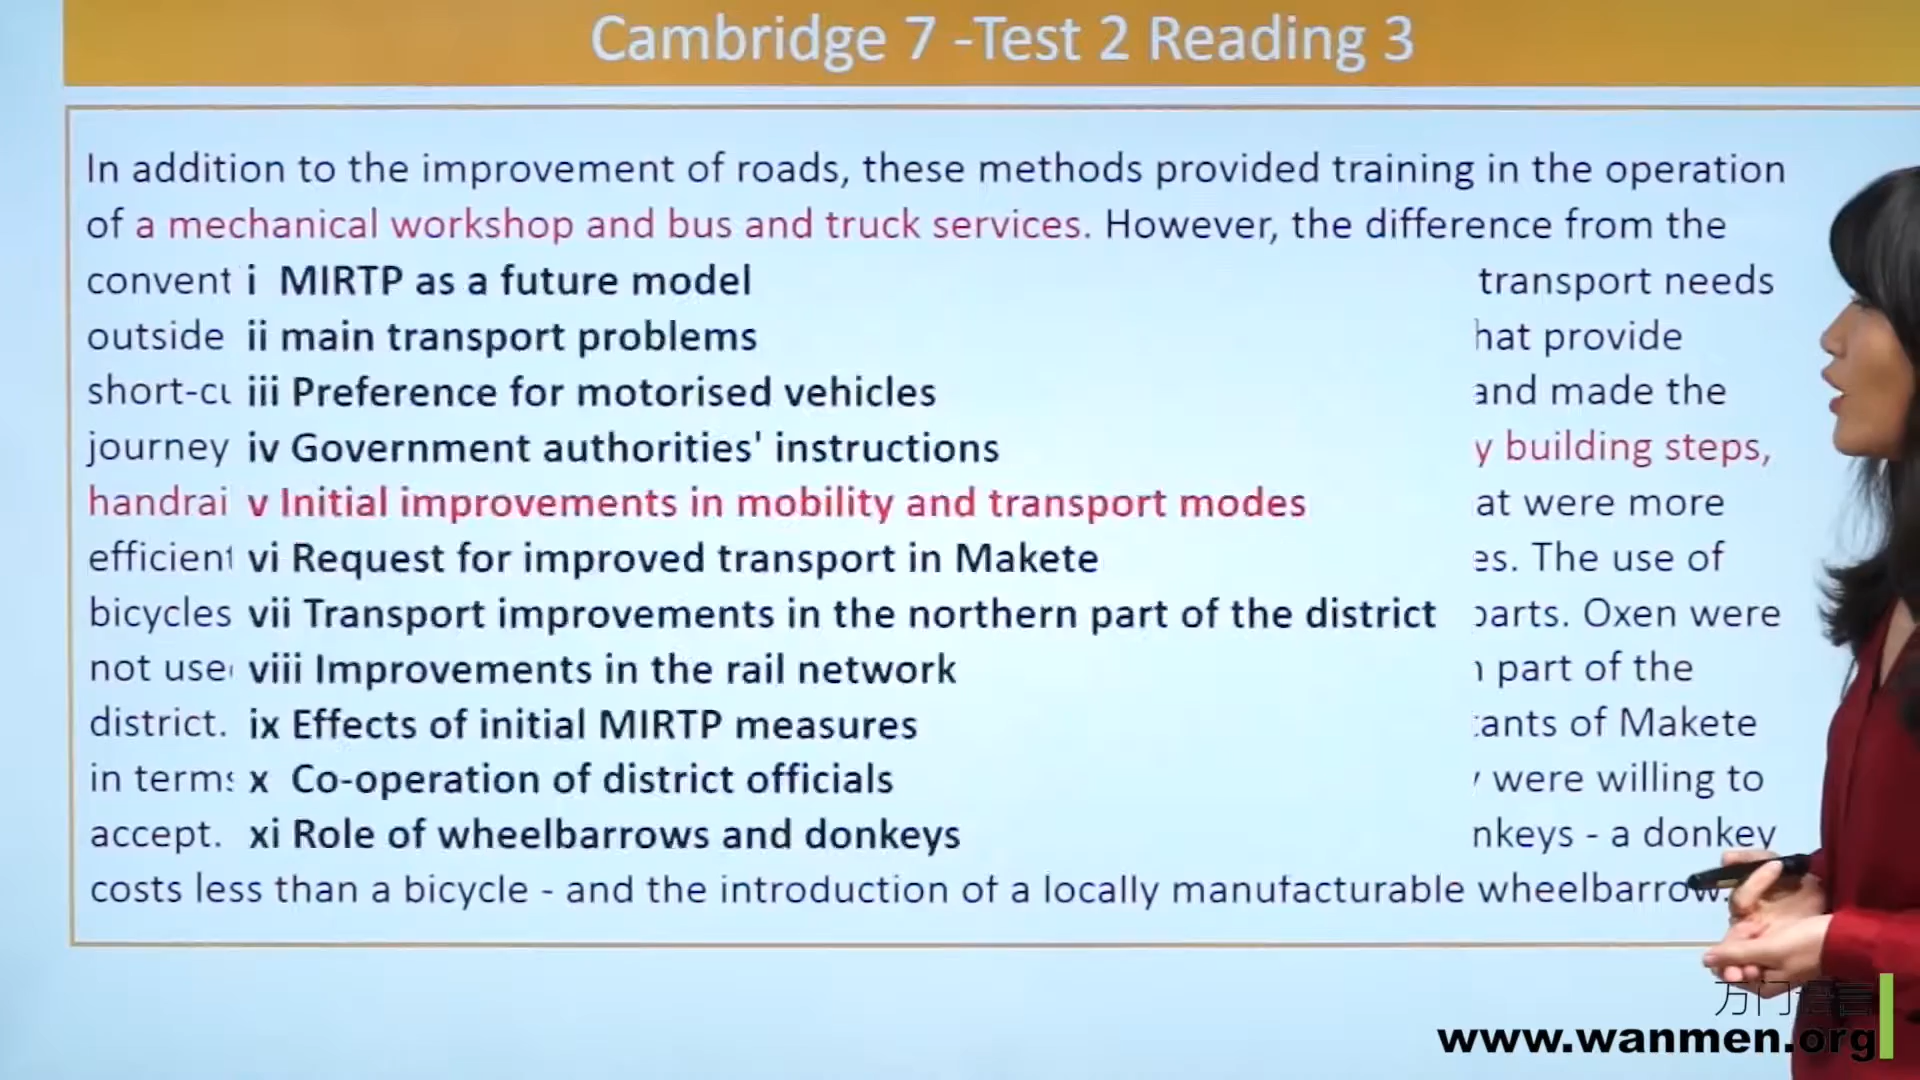 Cambridge 7 -Test 2 Reading 3
In addition to the improvement of roads, these methods provided training in the operation
of a mechanical workshop and bus and truck services. However, the difference from the
convent i MIRTP as a future model transport needs
outside ii main transport problems hat provide
short-cu iii Preference for motorised vehicles and made the
journey iv Government authorities' instructions y building steps,
handrai v Initial improvements in mobility and transport modes at were more
efficient vi Request for improved transport in Makete es. The use of
bicycles vii Transport improvements in the northern part of the district parts. Oxen were
not use viii Improvements in the rail network n part of the
district. ix Effects of initial MIRTP measures tants of Makete
in terms x Co-operation of district officials y were willing to
accept. xi Role of wheelbarrows and donkeys nkeys - a donkey
costs less than a bicycle - and the introduction of a locally manufacturable wheelbarrow.
万门语言
www.wanmen.org